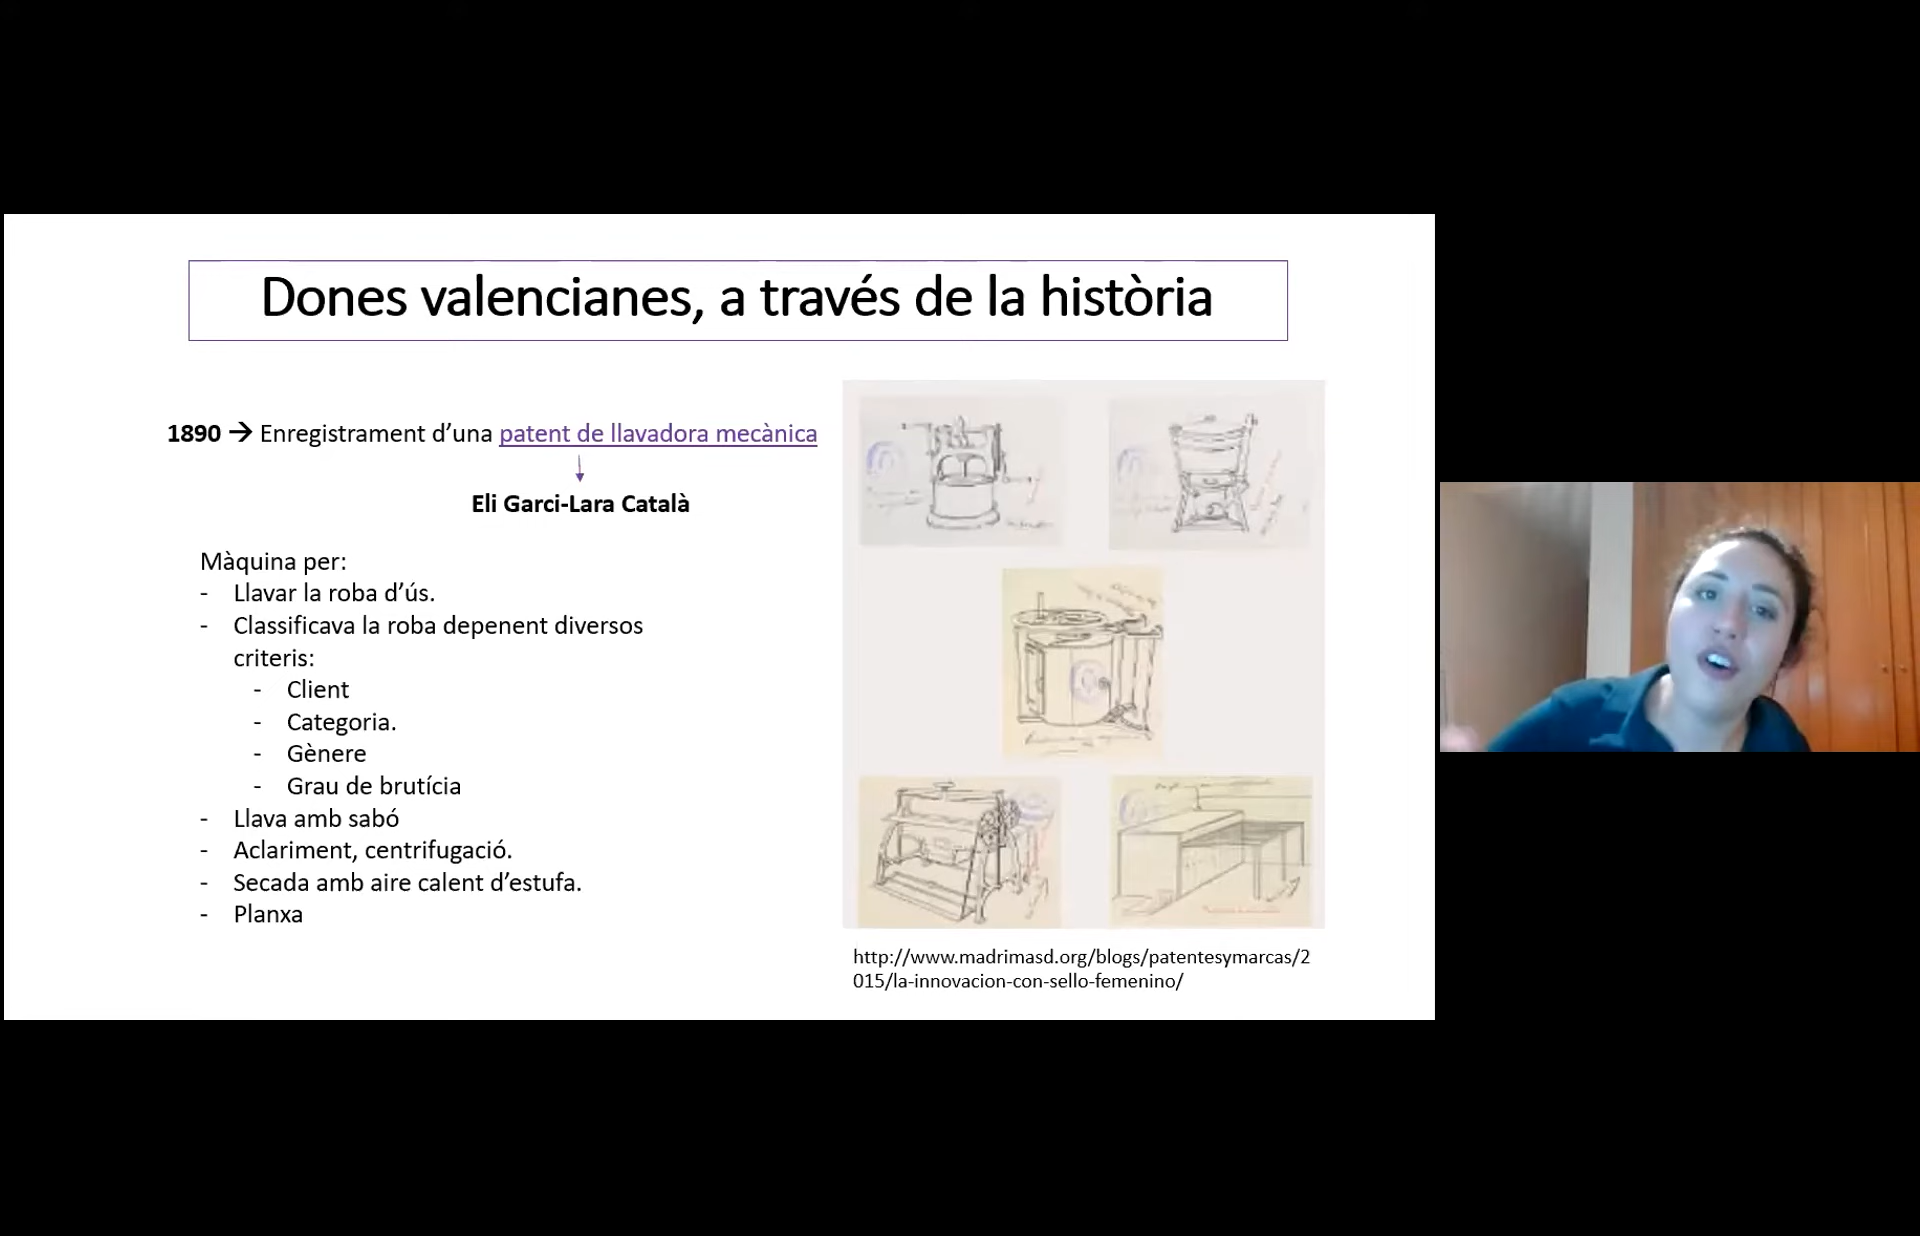 Dones valencianes, a través de la història
1890 → Enregistrament d’una patent de llavadora mecànica
Eli Garci-Lara Català
Màquina per:
- Llavar la roba d’ús.
- Classificava la roba depenent diversos
criteris:
- Client
- Categoria.
- Gènere
- Grau de brutícia
- Llava amb sabó
- Aclariment, centrifugació.
- Secada amb aire calent d’estufa.
- Planxa
http://www.madrimasd.org/blogs/patentesymarcas/2
015/la-innovacion-con-sello-femenino/